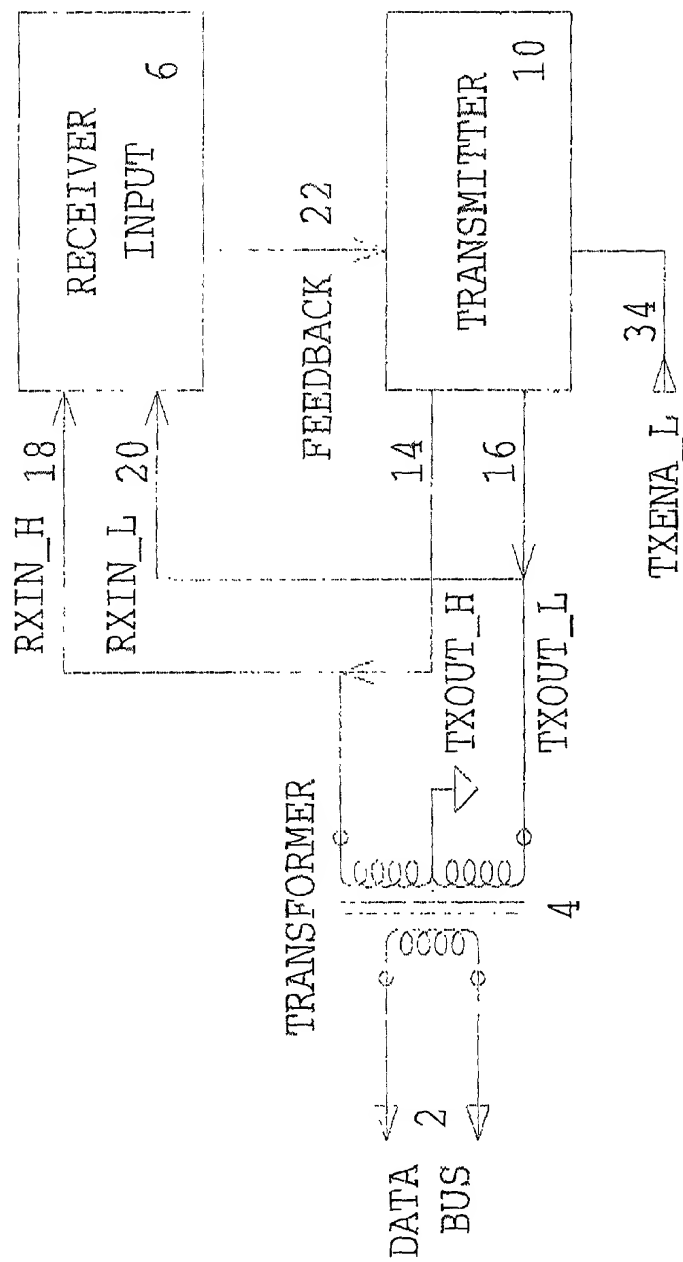 RECEIVER
INPUT
6
RXIN_H
18
RXIN_L
20
FEEDBACK 22
TRANSMITTER
10
14
16
TXOUT_H
TXOUT_L
34
TXENA_L
TRANSFORMER
4
DATA
BUS
2